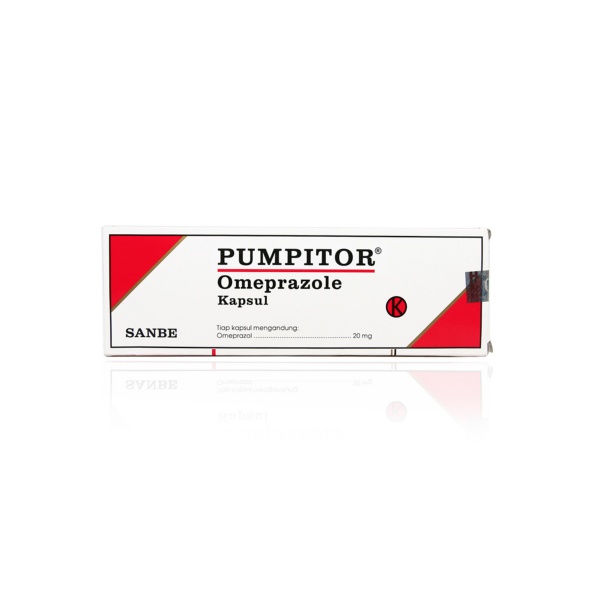 PUMPITOR®
Omeprazole
Kapsul
K
SANBE
Tiap kapsul mengandung:
Omeprazol ............................................... 20 mg